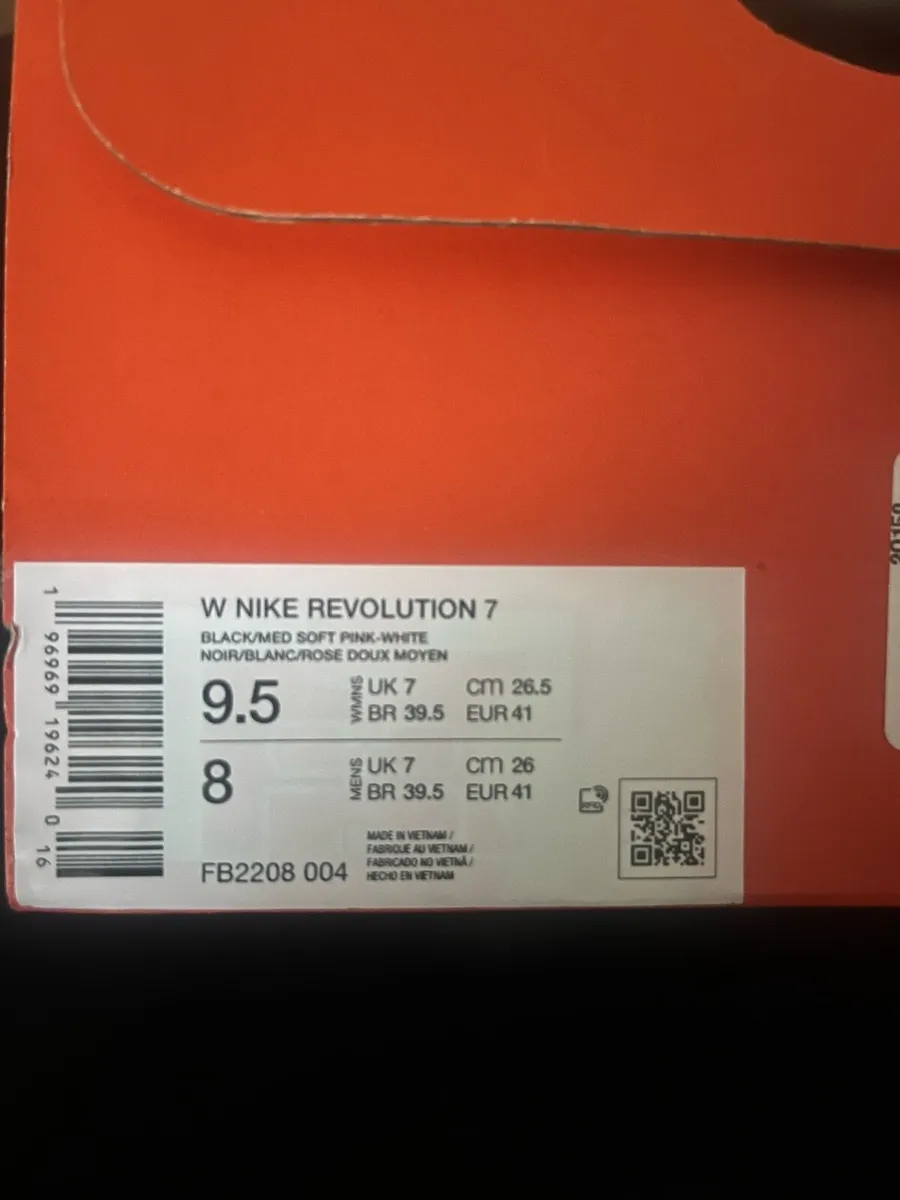 W NIKE REVOLUTION 7
BLACK/MED SOFT PINK-WHITE
NOIR/BLANC/ROSE DOUX MOYEN
9.5 WMNS UK 7 CM 26.5
BR 39.5 EUR 41
8 MENS UK 7 CM 26
BR 39.5 EUR 41
MADE IN VIETNAM /
FABRIQUE AU VIETNAM /
FABRICADO NO VIETNÃ /
HECHO EN VIETNAM
FB2208 004
1 96969 19624 0 16
RFID